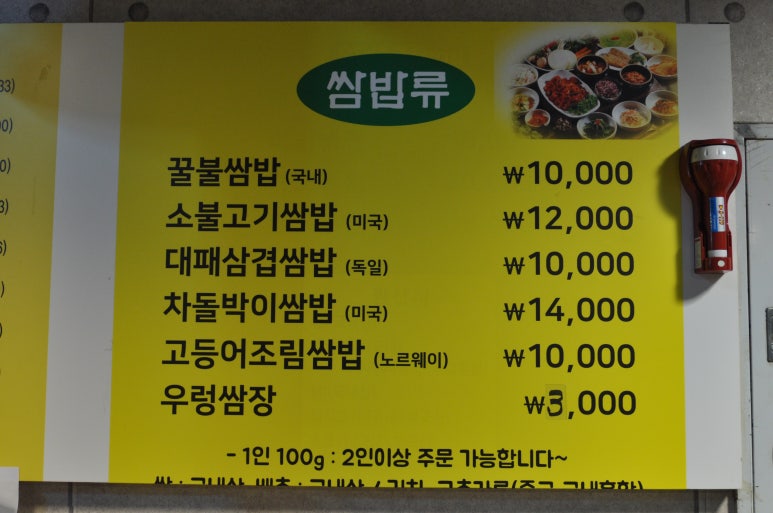 쌈밥류
꿀불쌈밥 (국내) ₩10,000
소불고기쌈밥 (미국) ₩12,000
대패삼겹쌈밥 (독일) ₩10,000
차돌박이쌈밥 (미국) ₩14,000
고등어조림쌈밥 (노르웨이) ₩10,000
우렁쌈장 ₩3,000
- 1인 100g : 2인이상 주문 가능합니다~